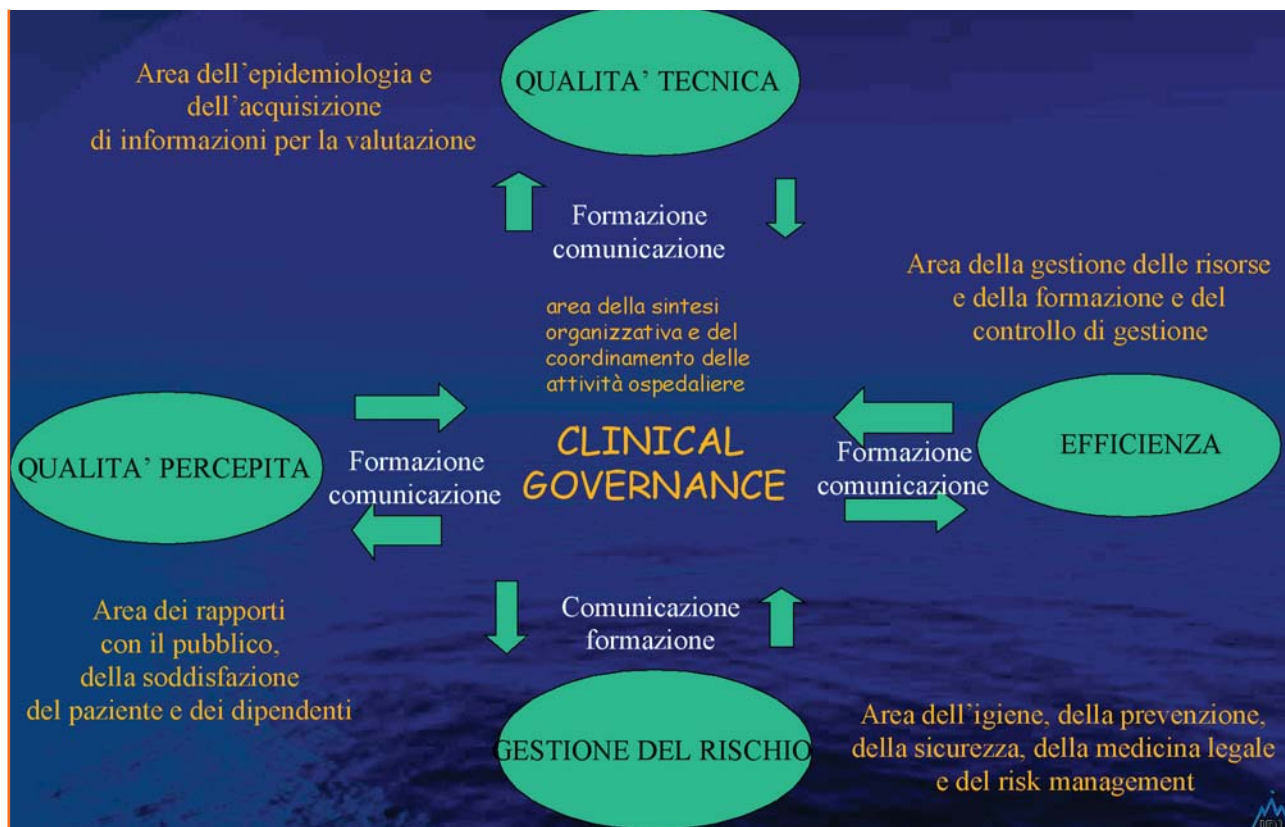 Area dell'epidemiologia e
dell'acquisizione
di informazioni per la valutazione
QUALITA' TECNICA
Formazione
comunicazione
Area della gestione delle risorse
e della formazione e del
controllo di gestione
area della sintesi
organizzativa e del
coordinamento delle
attività ospedaliere
QUALITA' PERCEPITA
Formazione
comunicazione
CLINICAL
GOVERNANCE
Formazione
comunicazione
EFFICIENZA
Area dei rapporti
con il pubblico,
della soddisfazione
del paziente e dei dipendenti
Comunicazione
formazione
GESTIONE DEL RISCHIO
Area dell'igiene, della prevenzione,
della sicurezza, della medicina legale
e del risk management